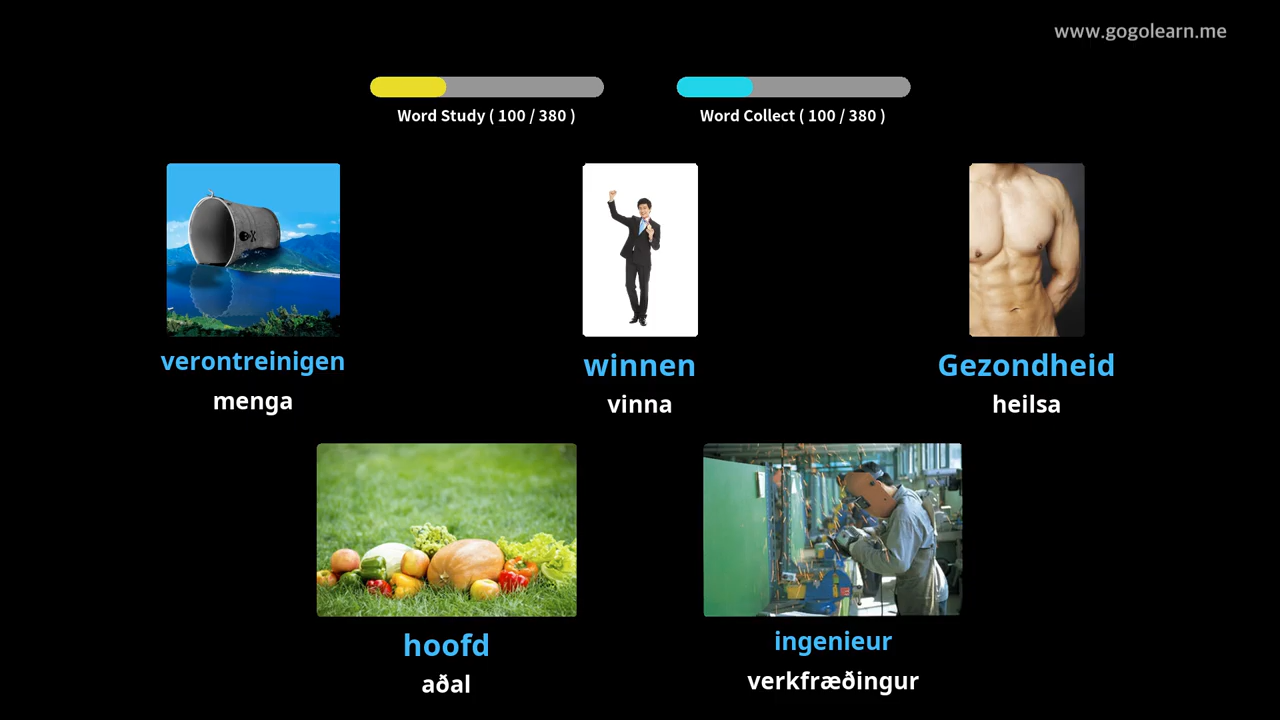 www.gogolearn.me
Word Study ( 100 / 380 )
Word Collect ( 100 / 380 )
verontreinigen
menga
winnen
vinna
Gezondheid
heilsa
hoofd
aðal
ingenieur
verkfræðingur